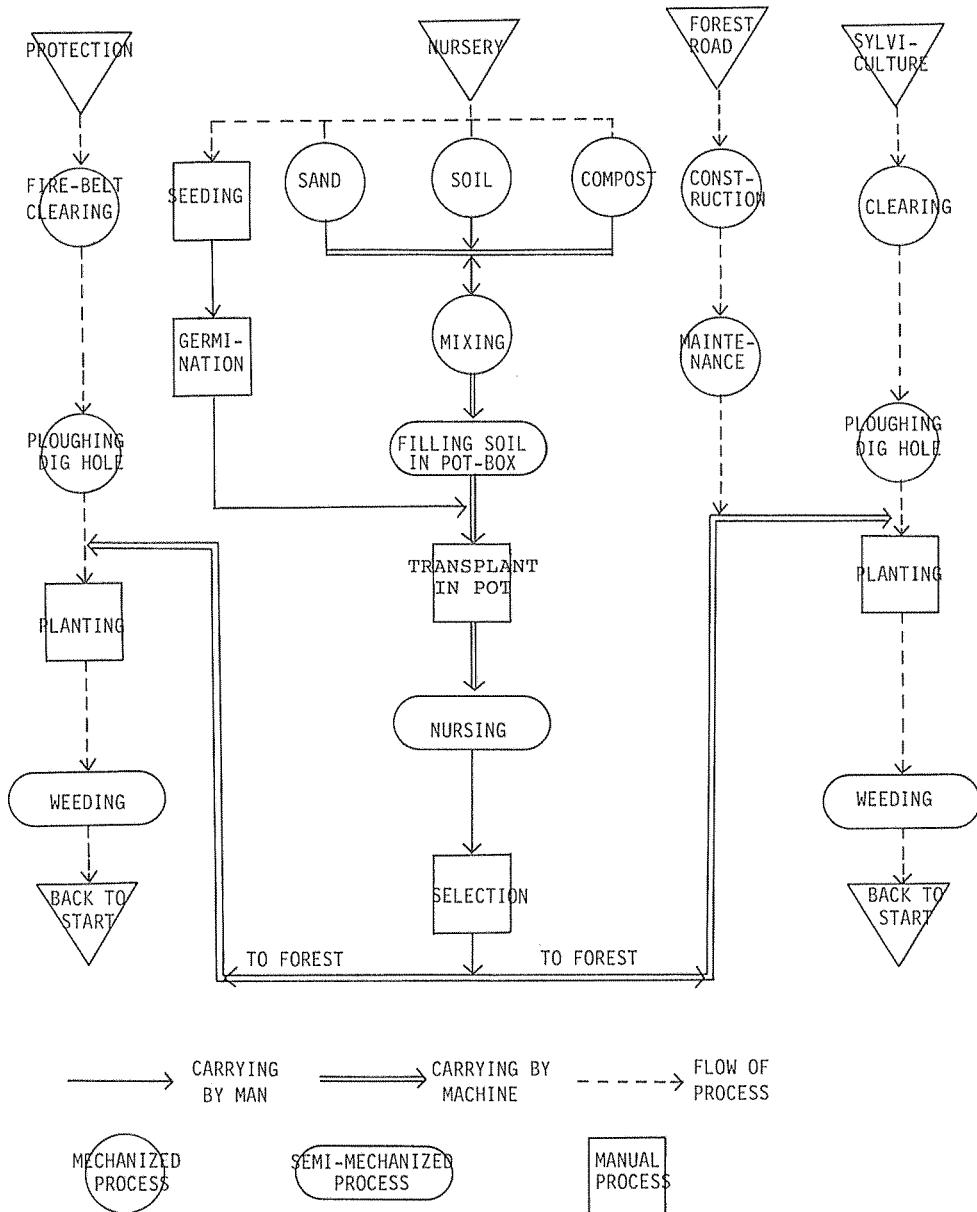 PROTECTION
NURSERY
FOREST
ROAD
SYLVI-
CULTURE
FIRE-BELT
CLEARING
SEEDING
SAND
SOIL
COMPOST
CONST-
RUCTION
CLEARING
GERMI-
NATION
MIXING
MAINTE-
NANCE
PLOUGHING
DIG HOLE
FILLING SOIL
IN POT-BOX
PLOUGHING
DIG HOLE
TRANSPLANT
IN POT
PLANTING
PLANTING
NURSING
WEEDING
WEEDING
BACK TO
START
SELECTION
BACK TO
START
TO FOREST
TO FOREST
CARRYING
BY MAN
CARRYING BY
MACHINE
FLOW OF
PROCESS
MECHANIZED
PROCESS
SEMI-MECHANIZED
PROCESS
MANUAL
PROCESS